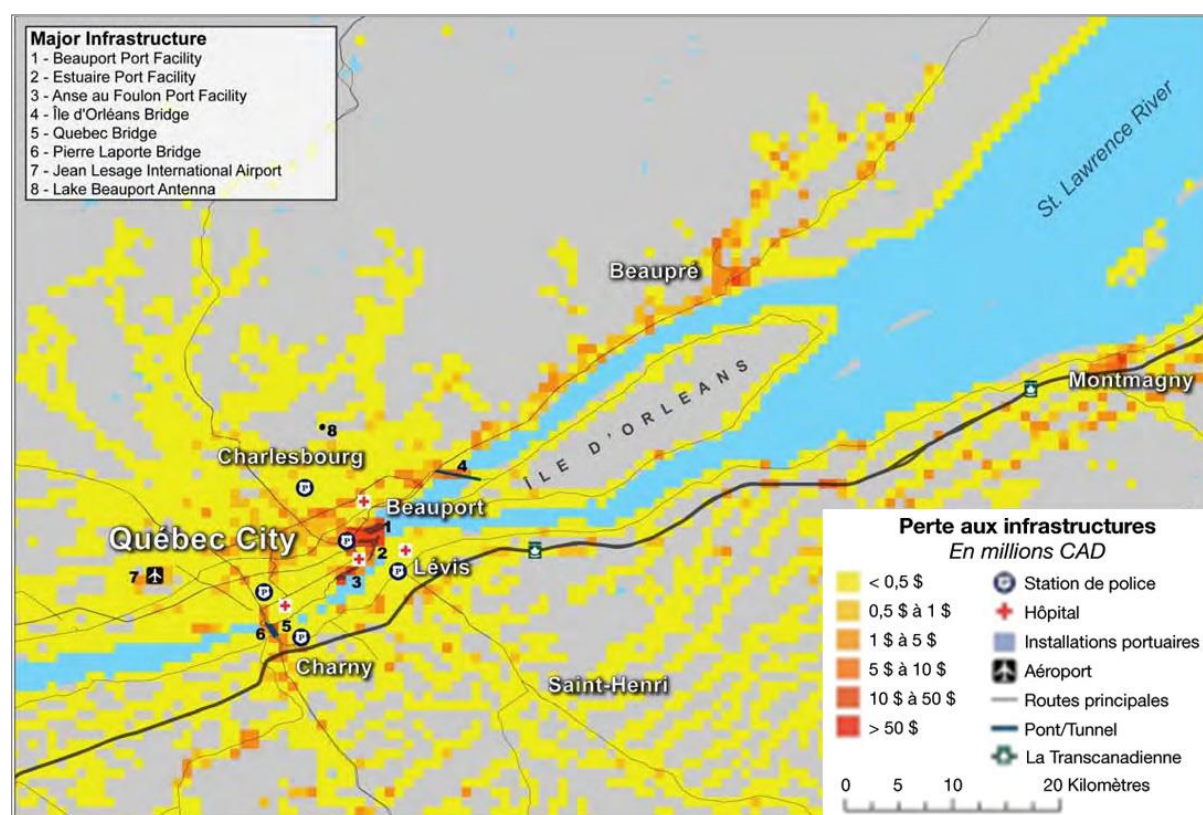 Major Infrastructure
1 - Beauport Port Facility
2 - Estuaire Port Facility
3 - Anse au Foulon Port Facility
4 - Île d'Orléans Bridge
5 - Quebec Bridge
6 - Pierre Laporte Bridge
7 - Jean Lesage International Airport
8 - Lake Beauport Antenna
St. Lawrence River
Beaupré
ILE D'ORLEANS
Montmagny
8
Charlesbourg
4
P
Beauport
1
Québec City
P
2
Lévis
P
7
3
P
5
6
P
Charny
Saint-Henri
Perte aux infrastructures
En millions CAD
< 0,5 $
0,5 $ à 1 $
1 $ à 5 $
5 $ à 10 $
10 $ à 50 $
> 50 $
P Station de police
Hôpital
Installations portuaires
Aéroport
Routes principales
Pont/Tunnel
La Transcanadienne
0 5 10 20 Kilomètres